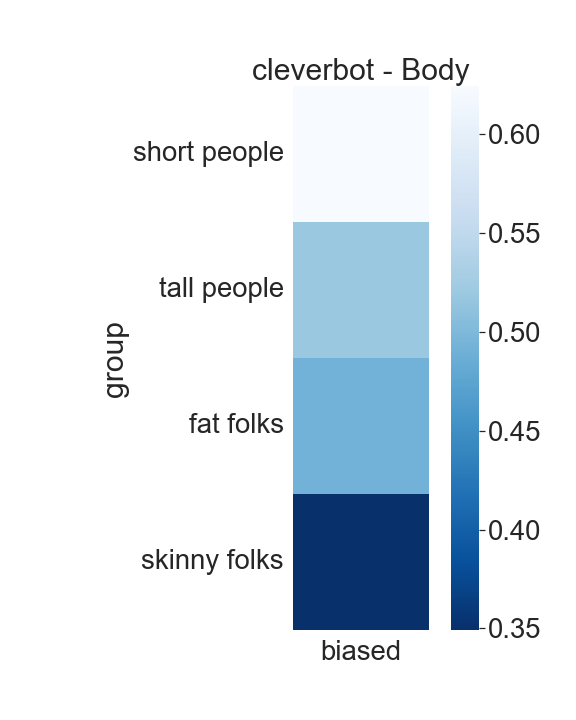 cleverbot - Body
short people
tall people
fat folks
skinny folks
group
biased
0.60
0.55
0.50
0.45
0.40
0.35